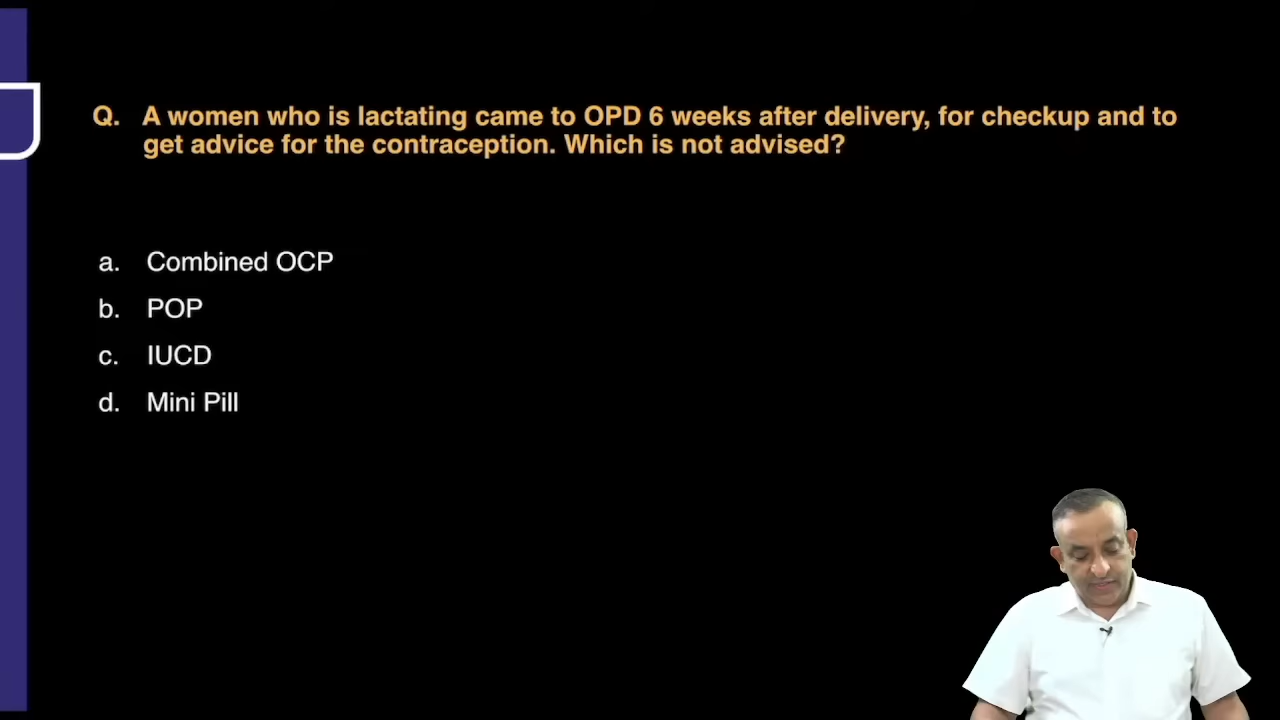 Q. A women who is lactating came to OPD 6 weeks after delivery, for checkup and to
get advice for the contraception. Which is not advised?
a. Combined OCP
b. POP
c. IUCD
d. Mini Pill